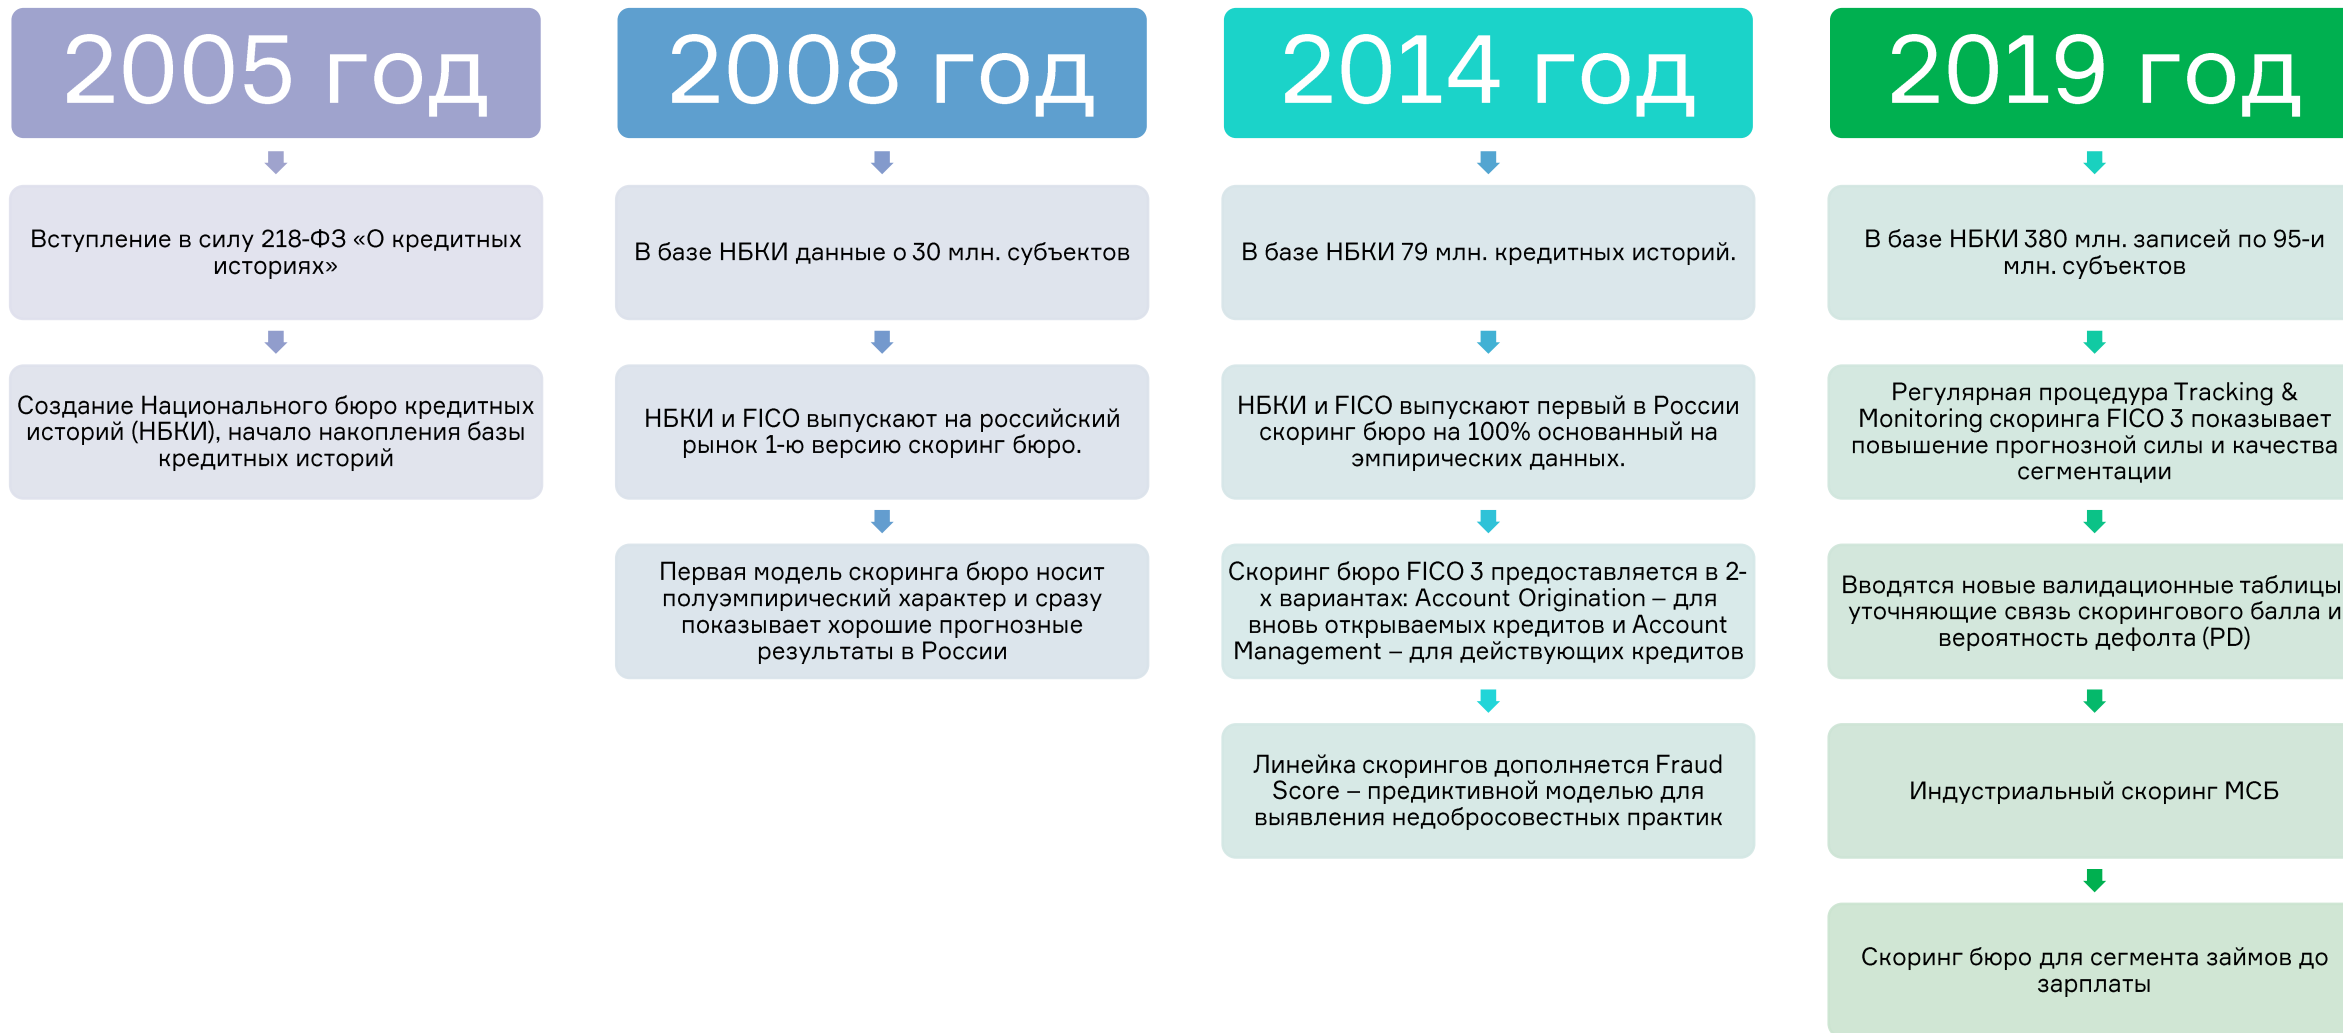 2005 год
Вступление в силу 218-ФЗ «О кредитных
историях»
Создание Национального бюро кредитных
историй (НБКИ), начало накопления базы
кредитных историй
2008 год
В базе НБКИ данные о 30 млн. субъектов
НБКИ и FICO выпускают на российский
рынок 1-ю версию скоринг бюро.
Первая модель скоринга бюро носит
полуэмпирический характер и сразу
показывает хорошие прогнозные
результаты в России
2014 год
В базе НБКИ 79 млн. кредитных историй.
НБКИ и FICO выпускают первый в России
скоринг бюро на 100% основанный на
эмпирических данных.
Скоринг бюро FICO 3 предоставляется в 2-
х вариантах: Account Origination – для
вновь открываемых кредитов и Account
Management – для действующих кредитов
Линейка скорингов дополняется Fraud
Score – предиктивной моделью для
выявления недобросовестных практик
2019 год
В базе НБКИ 380 млн. записей по 95-и
млн. субъектов
Регулярная процедура Tracking &
Monitoring скоринга FICO 3 показывает
повышение прогнозной силы и качества
сегментации
Вводятся новые валидационные таблицы
уточняющие связь скорингового балла и
вероятность дефолта (PD)
Индустриальный скоринг МСБ
Скоринг бюро для сегмента займов до
зарплаты